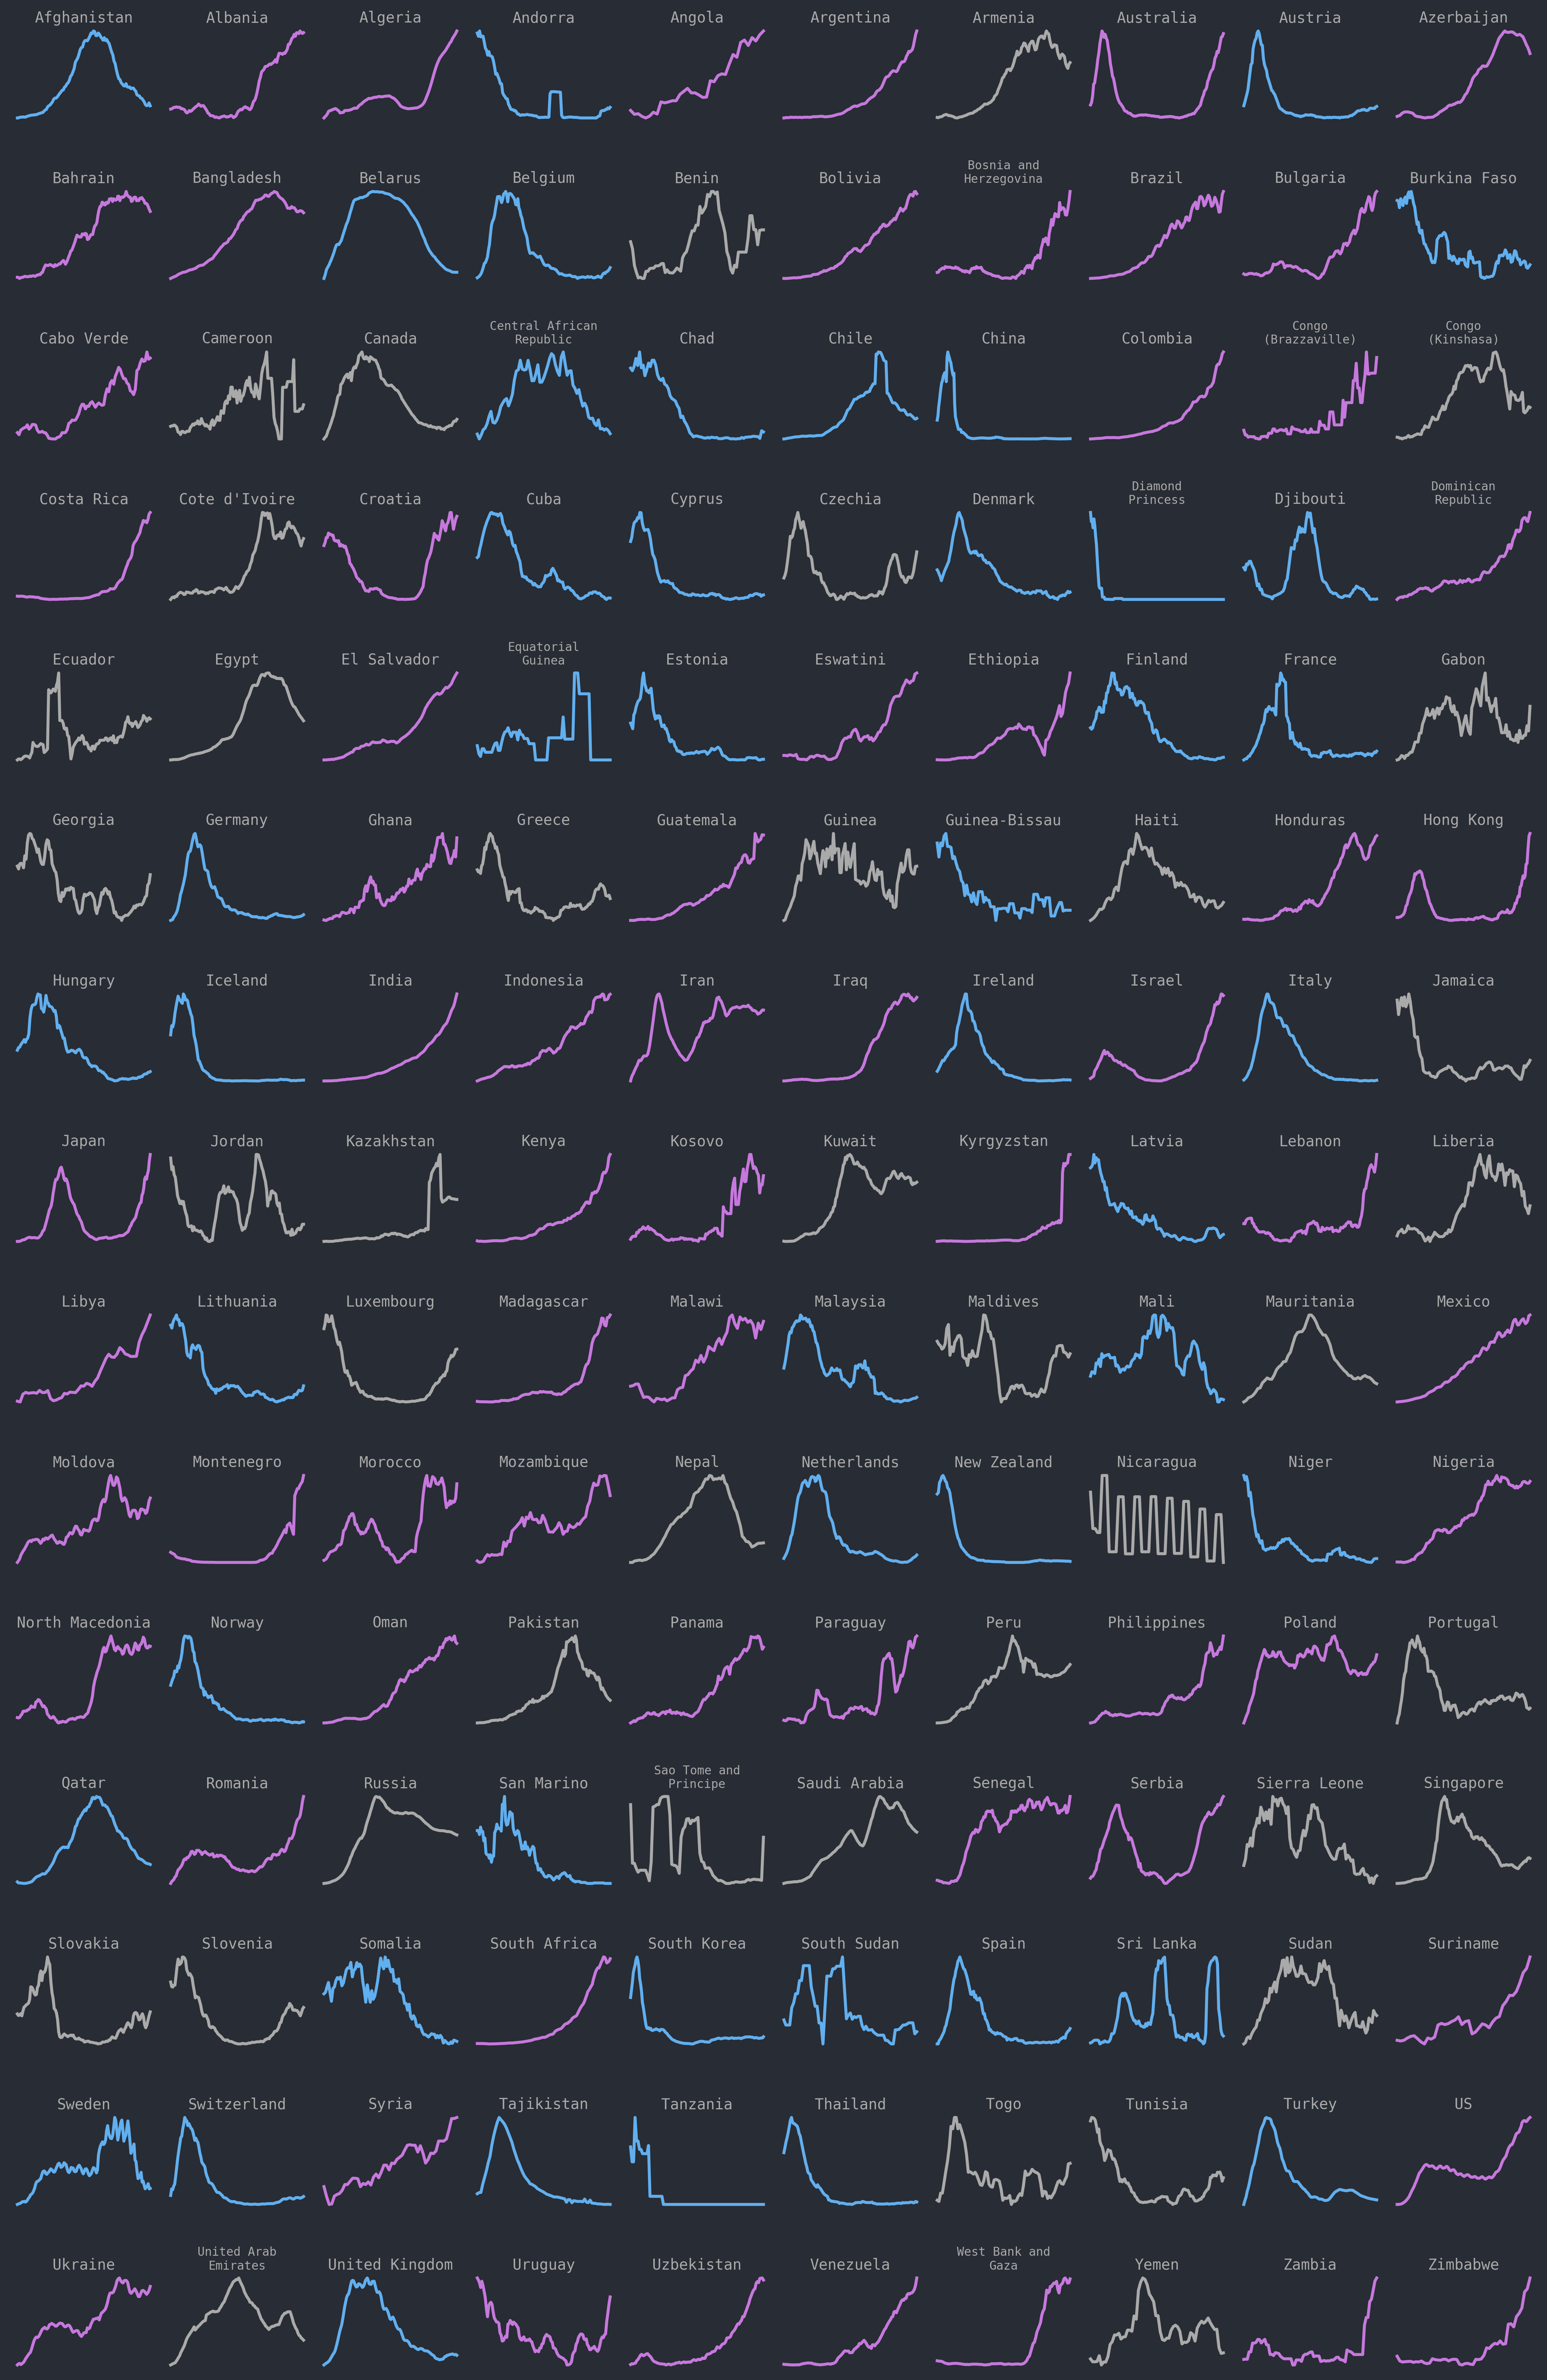 Afghanistan
Albania
Algeria
Andorra
Angola
Argentina
Armenia
Australia
Austria
Azerbaijan
Bahrain
Bangladesh
Belarus
Belgium
Benin
Bolivia
Bosnia and
Herzegovina
Brazil
Bulgaria
Burkina Faso
Cabo Verde
Cameroon
Canada
Central African
Republic
Chad
Chile
China
Colombia
Congo
(Brazzaville)
Congo
(Kinshasa)
Costa Rica
Cote d'Ivoire
Croatia
Cuba
Cyprus
Czechia
Denmark
Diamond
Princess
Djibouti
Dominican
Republic
Ecuador
Egypt
El Salvador
Equatorial
Guinea
Estonia
Eswatini
Ethiopia
Finland
France
Gabon
Georgia
Germany
Ghana
Greece
Guatemala
Guinea
Guinea-Bissau
Haiti
Honduras
Hong Kong
Hungary
Iceland
India
Indonesia
Iran
Iraq
Ireland
Israel
Italy
Jamaica
Japan
Jordan
Kazakhstan
Kenya
Kosovo
Kuwait
Kyrgyzstan
Latvia
Lebanon
Liberia
Libya
Lithuania
Luxembourg
Madagascar
Malawi
Malaysia
Maldives
Mali
Mauritania
Mexico
Moldova
Montenegro
Morocco
Mozambique
Nepal
Netherlands
New Zealand
Nicaragua
Niger
Nigeria
North Macedonia
Norway
Oman
Pakistan
Panama
Paraguay
Peru
Philippines
Poland
Portugal
Qatar
Romania
Russia
San Marino
Sao Tome and
Principe
Saudi Arabia
Senegal
Serbia
Sierra Leone
Singapore
Slovakia
Slovenia
Somalia
South Africa
South Korea
South Sudan
Spain
Sri Lanka
Sudan
Suriname
Sweden
Switzerland
Syria
Tajikistan
Tanzania
Thailand
Togo
Tunisia
Turkey
US
Ukraine
United Arab
Emirates
United Kingdom
Uruguay
Uzbekistan
Venezuela
West Bank and
Gaza
Yemen
Zambia
Zimbabwe